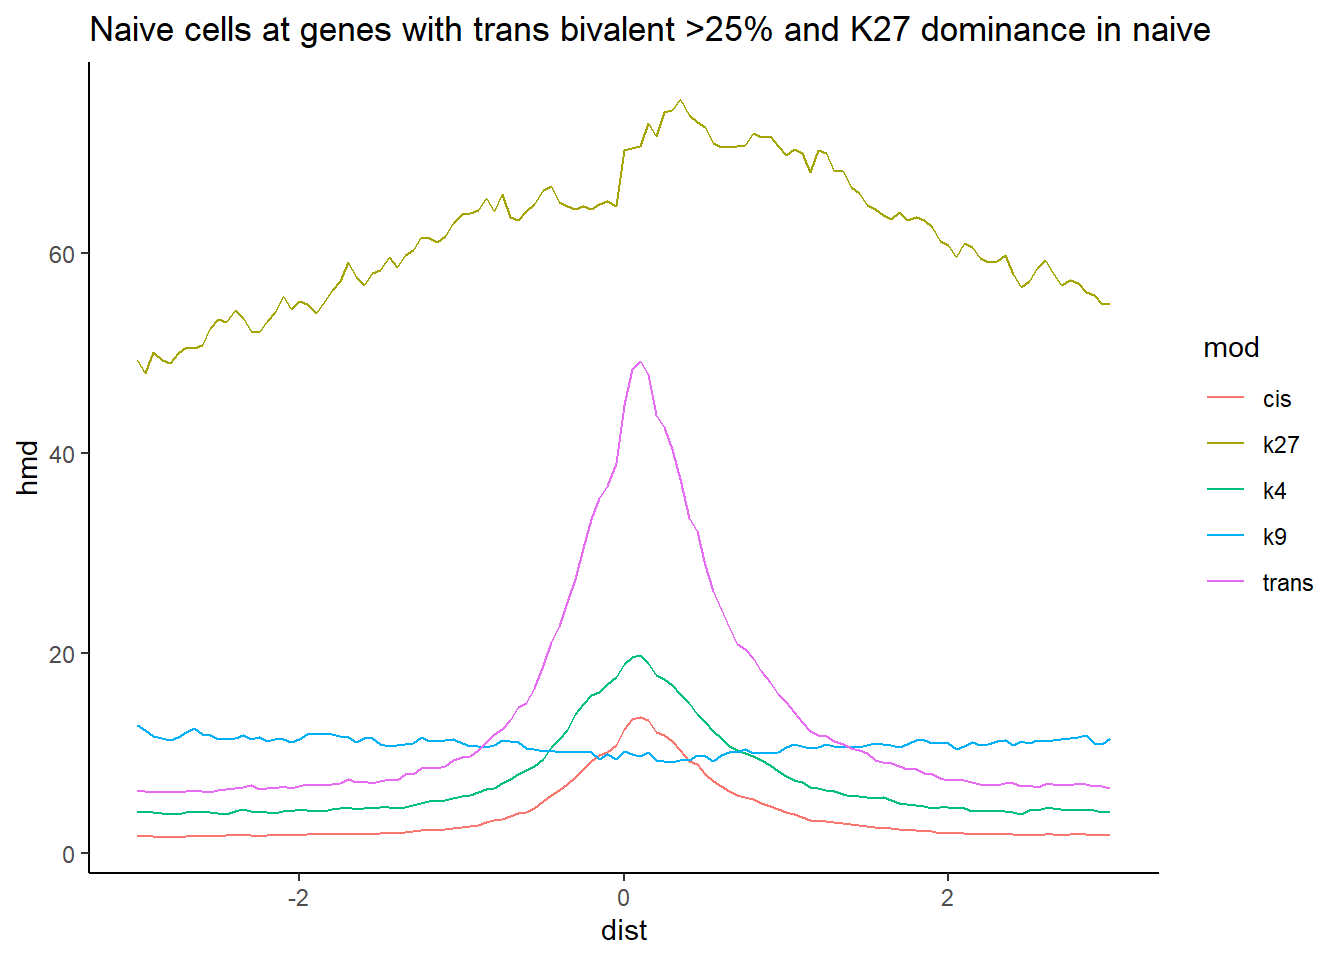 Naive cells at genes with trans bivalent >25% and K27 dominance in naive
hmd
60
40
20
0
-2
0
2
dist
mod
cis
k27
k4
k9
trans